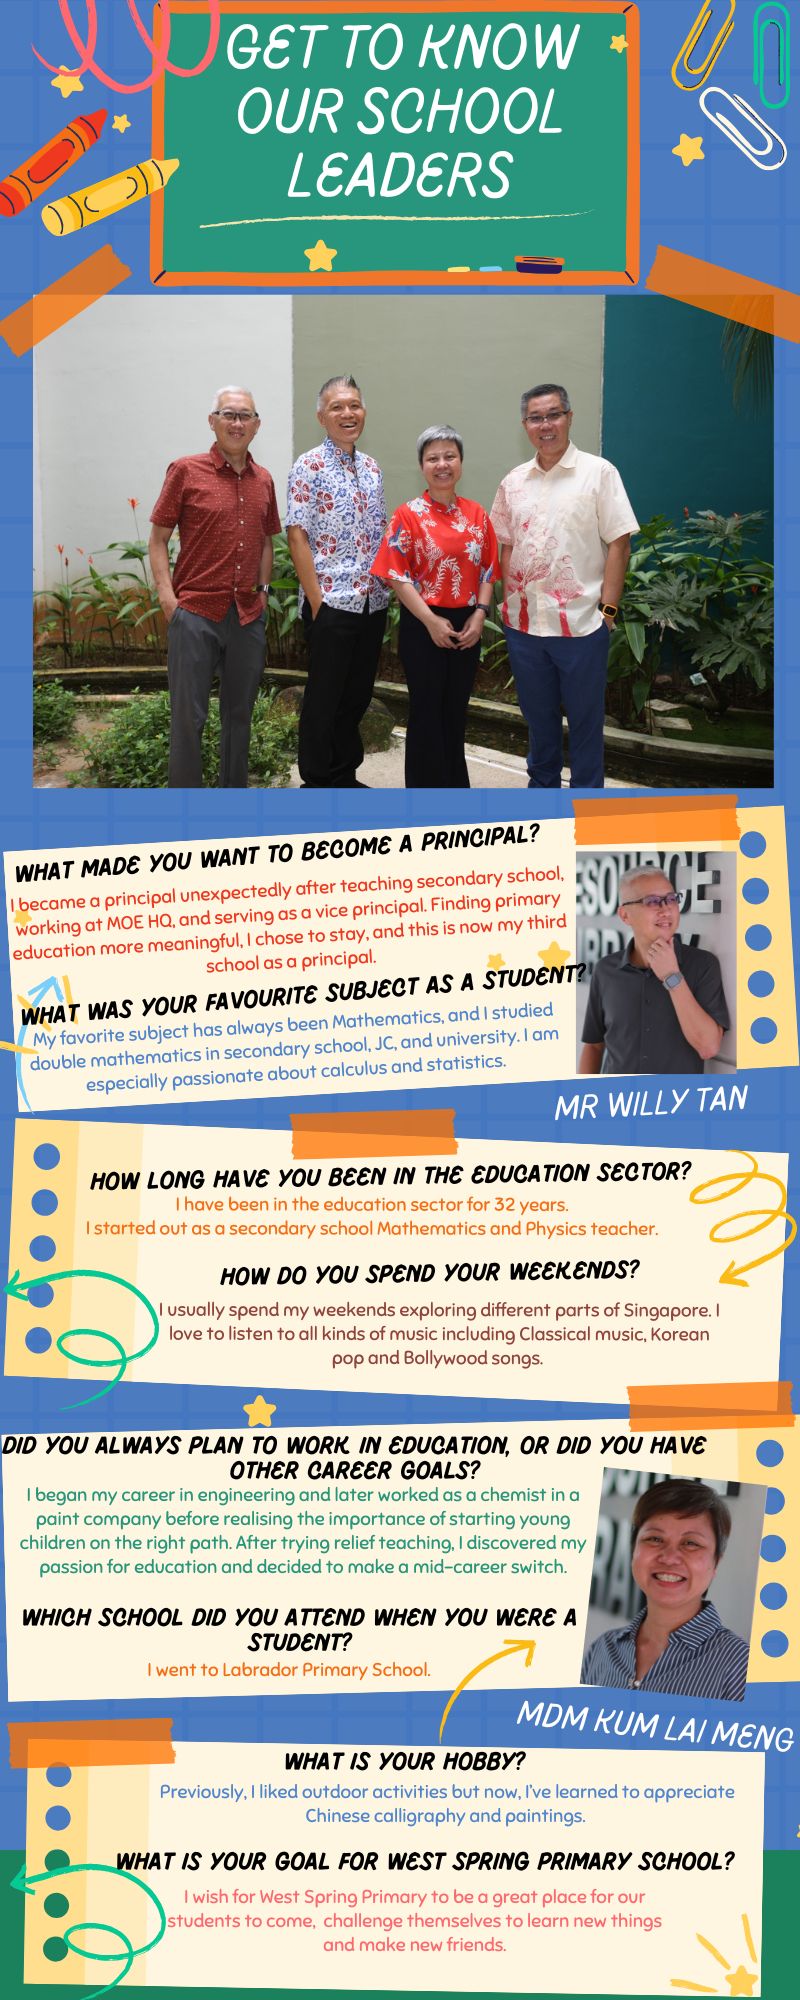 GET TO KNOW
OUR SCHOOL
LEADERS
WHAT MADE YOU WANT TO BECOME A PRINCIPAL?
I became a principal unexpectedly after teaching secondary school,
working at MOE HQ, and serving as a vice principal. Finding primary
education more meaningful, I chose to stay, and this is now my third
school as a principal.
WHAT WAS YOUR FAVOURITE SUBJECT AS A STUDENT?
My favorite subject has always been Mathematics, and I studied
double mathematics in secondary school, JC, and university. I am
especially passionate about calculus and statistics.
MR WILLY TAN
HOW LONG HAVE YOU BEEN IN THE EDUCATION SECTOR?
I have been in the education sector for 32 years.
I started out as a secondary school Mathematics and Physics teacher.
HOW DO YOU SPEND YOUR WEEKENDS?
I usually spend my weekends exploring different parts of Singapore. I
love to listen to all kinds of music including Classical music, Korean
pop and Bollywood songs.
DID YOU ALWAYS PLAN TO WORK IN EDUCATION, OR DID YOU HAVE
OTHER CAREER GOALS?
I began my career in engineering and later worked as a chemist in a
paint company before realising the importance of starting young
children on the right path. After trying relief teaching, I discovered my
passion for education and decided to make a mid-career switch.
WHICH SCHOOL DID YOU ATTEND WHEN YOU WERE A
STUDENT?
I went to Labrador Primary School.
MDM KUM LAI MENG
WHAT IS YOUR HOBBY?
Previously, I liked outdoor activities but now, I've learned to appreciate
Chinese calligraphy and paintings.
WHAT IS YOUR GOAL FOR WEST SPRING PRIMARY SCHOOL?
I wish for West Spring Primary to be a great place for our
students to come, challenge themselves to learn new things
and make new friends.